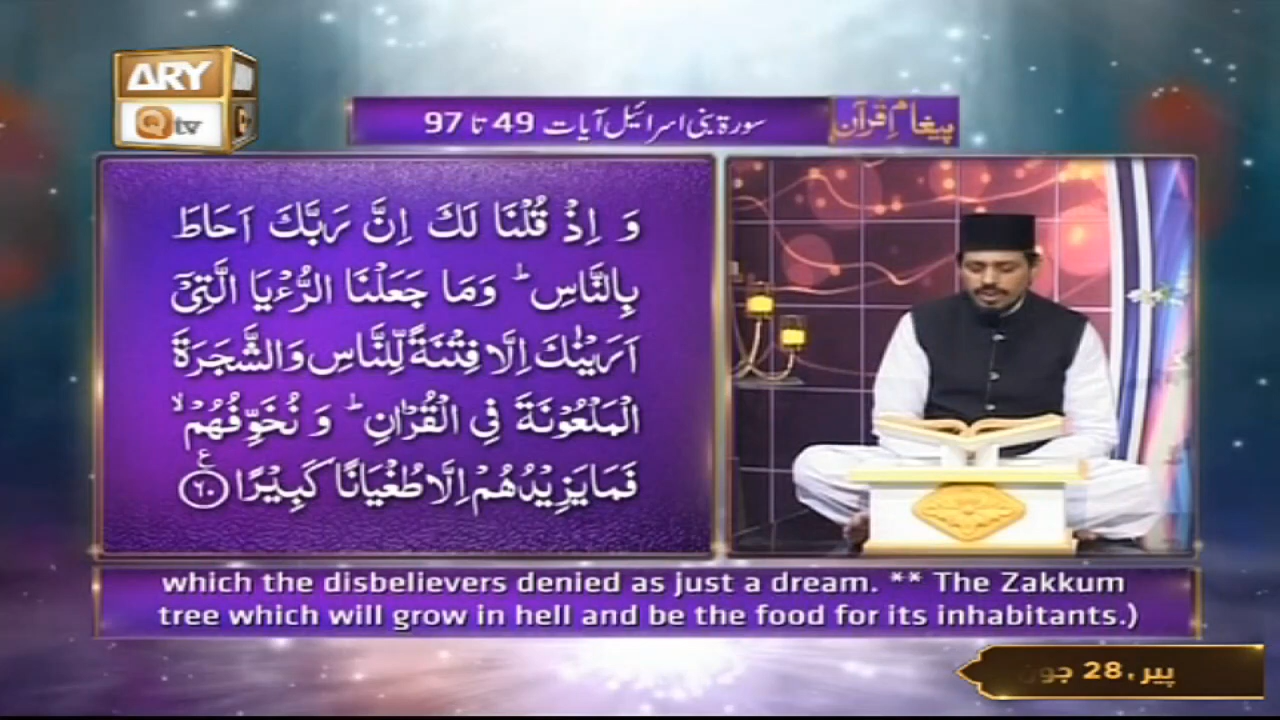 ARY
Qtv
پیغامِ قرآن
سورۃ بنی اسرائیل آیات 49 تا 97
وَ اِذْ قُلْنَا لَكَ اِنَّ رَبَّكَ اَحَاطَ
بِالنَّاسِ ؕ وَمَا جَعَلْنَا الرُّءْيَا الَّتِیْۤ
اَرَيْنٰكَ اِلَّا فِتْنَةً لِّلنَّاسِ وَالشَّجَرَةَ
الْمَلْعُوْنَةَ فِی الْقُرْاٰنِ ؕ وَ نُخَوِّفُهُمْ ۙ
فَمَا يَزِيْدُهُمْ اِلَّا طُغْيَانًا كَبِيْرًا ﴿۶۰﴾ ع
which the disbelievers denied as just a dream. ** The Zakkum
tree which will grow in hell and be the food for its inhabitants.)
پیر، 28 جون